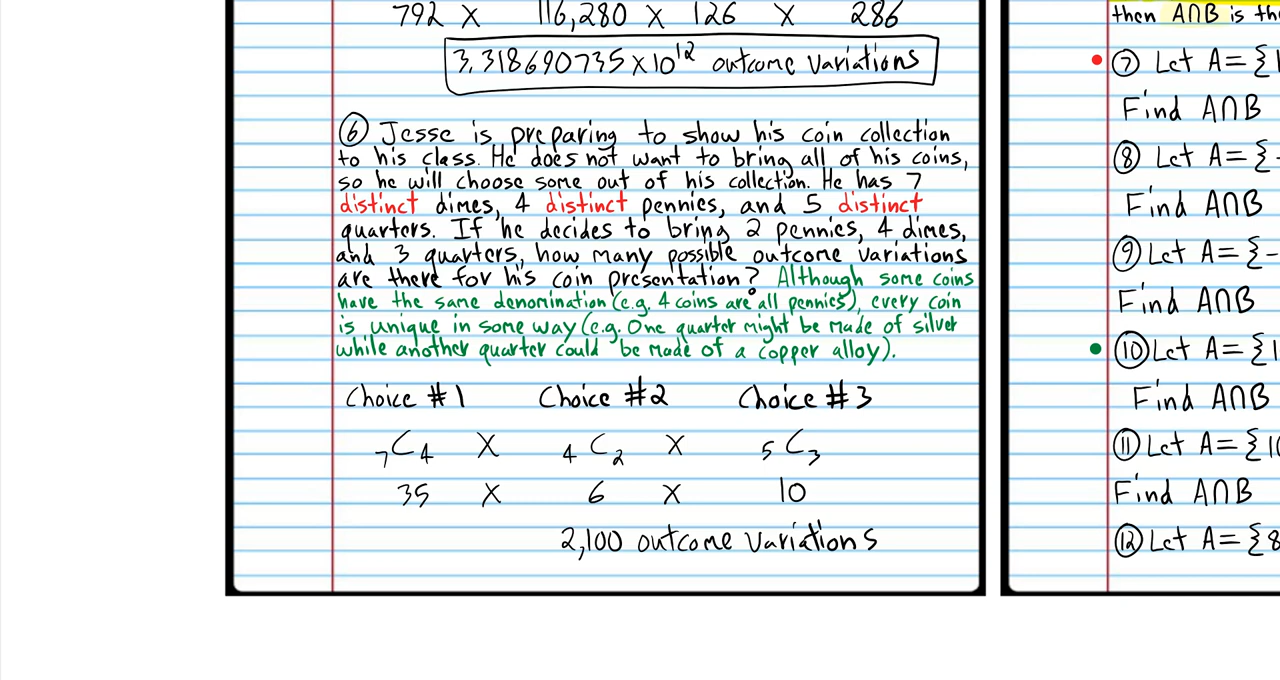 792 X 116,280 X 126 X 286
3.318690735 X 10^12 outcome variations
⑥ Jesse is preparing to show his coin collection
to his class. He does not want to bring all of his coins,
so he will choose some out of his collection. He has 7
distinct dimes, 4 distinct pennies, and 5 distinct
quarters. If he decides to bring 2 pennies, 4 dimes,
and 3 quarters, how many possible outcome variations
are there for his coin presentation? Although some coins
have the same denomination (e.g. 4 coins are all pennies), every coin
is unique in some way (e.g. One quarter might be made of silver
while another quarter could be made of a copper alloy).
Choice #1 Choice #2 Choice #3
₇C₄ X ₄C₂ X ₅C₃
35 X 6 X 10
2,100 outcome variations
then A∩B is
⑦ Let A = {1
Find A∩B
⑧ Let A = {-
Find A∩B
⑨ Let A = {-
Find A∩B
⑩ Let A = {1
Find A∩B
⑪ Let A = {10
Find A∩B
⑫ Let A = {8